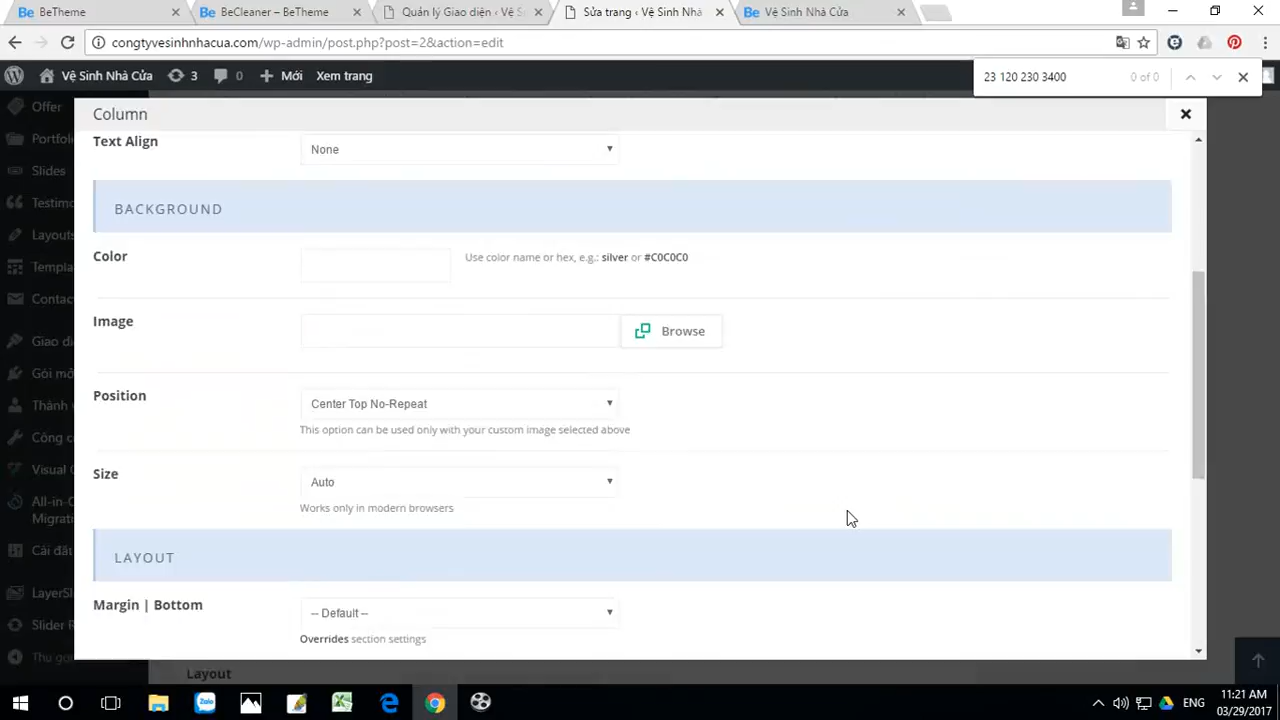 BeTheme
BeCleaner – BeTheme
Quản lý Giao diện ‹ Vệ S
Sửa trang ‹ Vệ Sinh Nhà
Vệ Sinh Nhà Cửa
congtyvesinhnhacua.com/wp-admin/post.php?post=2&action=edit
Vệ Sinh Nhà Cửa
3
0
Mới
Xem trang
23 120 230 3400
0 of 0
Offer
Portfoli
Slides
Testimo
Layouts
Templa
Contac
Giao diệ
Gói mở
Thành
Công c
Visual C
All-in-O
Migrati
Cài đặt
LayerSl
Slider R
Thu gọ
Column
Text Align
None
BACKGROUND
Color
Use color name or hex, e.g.: silver or #C0C0C0
Image
Browse
Position
Center Top No-Repeat
This option can be used only with your custom image selected above
Size
Auto
Works only in modern browsers
LAYOUT
Margin | Bottom
-- Default --
Overrides section settings
Layout
Zalo
ENG
11:21 AM
03/29/2017